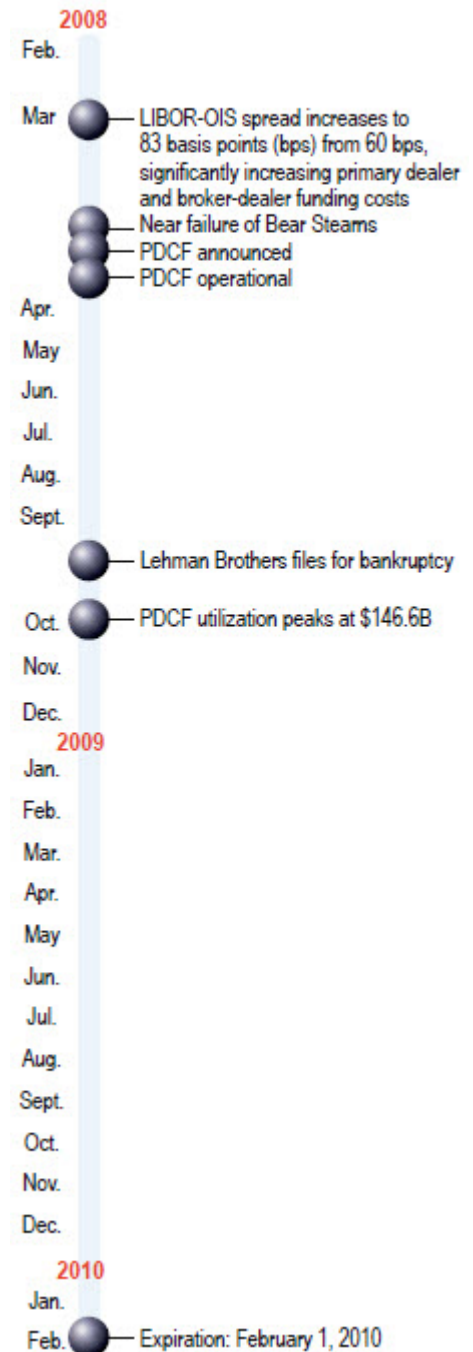 2008
Feb.
Mar
LIBOR-OIS spread increases to
83 basis points (bps) from 60 bps,
significantly increasing primary dealer
and broker-dealer funding costs
Near failure of Bear Stearns
PDCF announced
PDCF operational
Apr.
May
Jun.
Jul.
Aug.
Sept.
Lehman Brothers files for bankruptcy
Oct.
PDCF utilization peaks at $146.6B
Nov.
Dec.
2009
Jan.
Feb.
Mar.
Apr.
May
Jun.
Jul.
Aug.
Sept.
Oct.
Nov.
Dec.
2010
Jan.
Feb.
Expiration: February 1, 2010